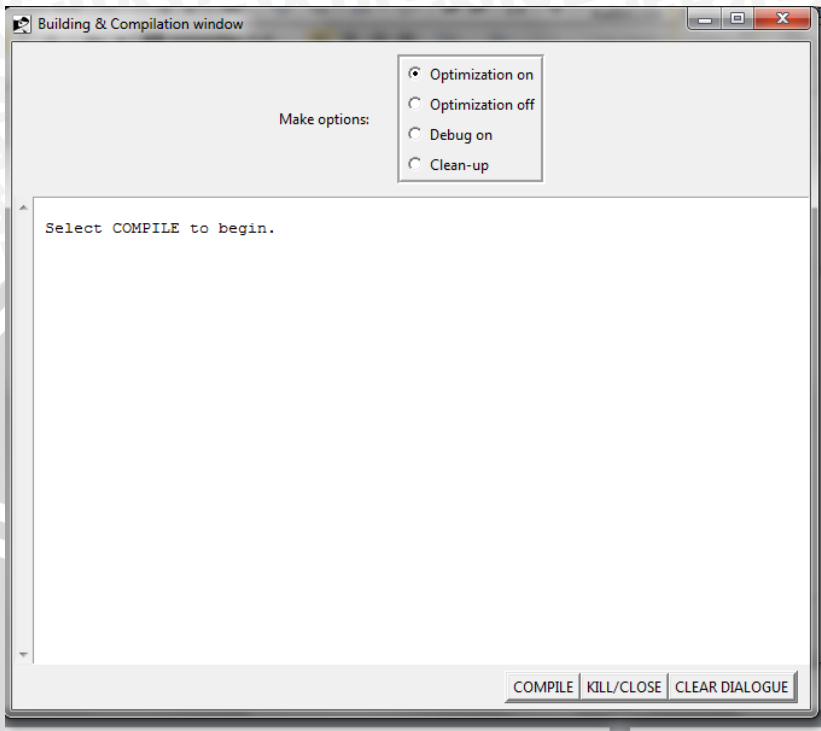 Building & Compilation window
Make options:
Optimization on
Optimization off
Debug on
Clean-up
Select COMPILE to begin.
COMPILE KILL/CLOSE CLEAR DIALOGUE